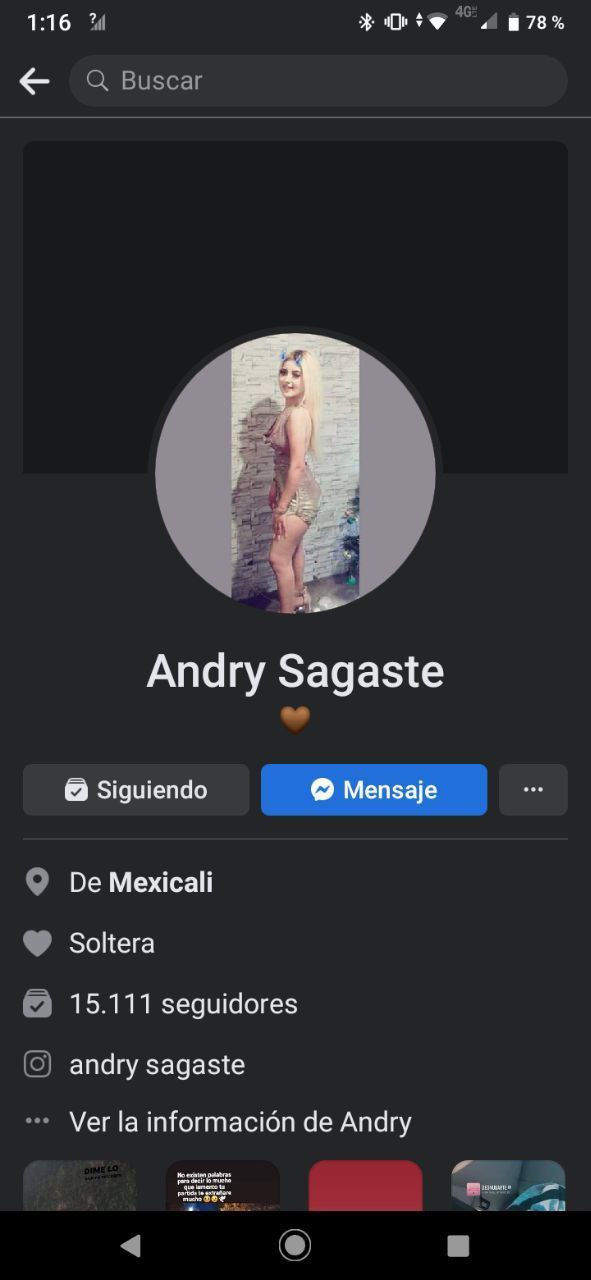 1:16
4G
78 %
Buscar
Andry Sagaste
Siguiendo
Mensaje
De Mexicali
Soltera
15.111 seguidores
andry sagaste
Ver la información de Andry
DIME LO
No existen palabras
para decir lo mucho
que lamento tu
partida te extrañare
mucho